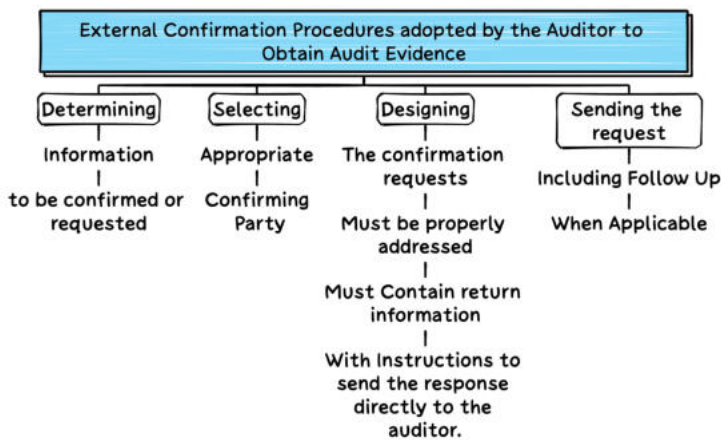 External Confirmation Procedures adopted by the Auditor to
Obtain Audit Evidence
Determining
Information
to be confirmed or
requested
Selecting
Appropriate
Confirming
Party
Designing
The confirmation
requests
Must be properly
addressed
Must Contain return
information
With Instructions to
send the response
directly to the
auditor.
Sending the
request
Including Follow Up
When Applicable